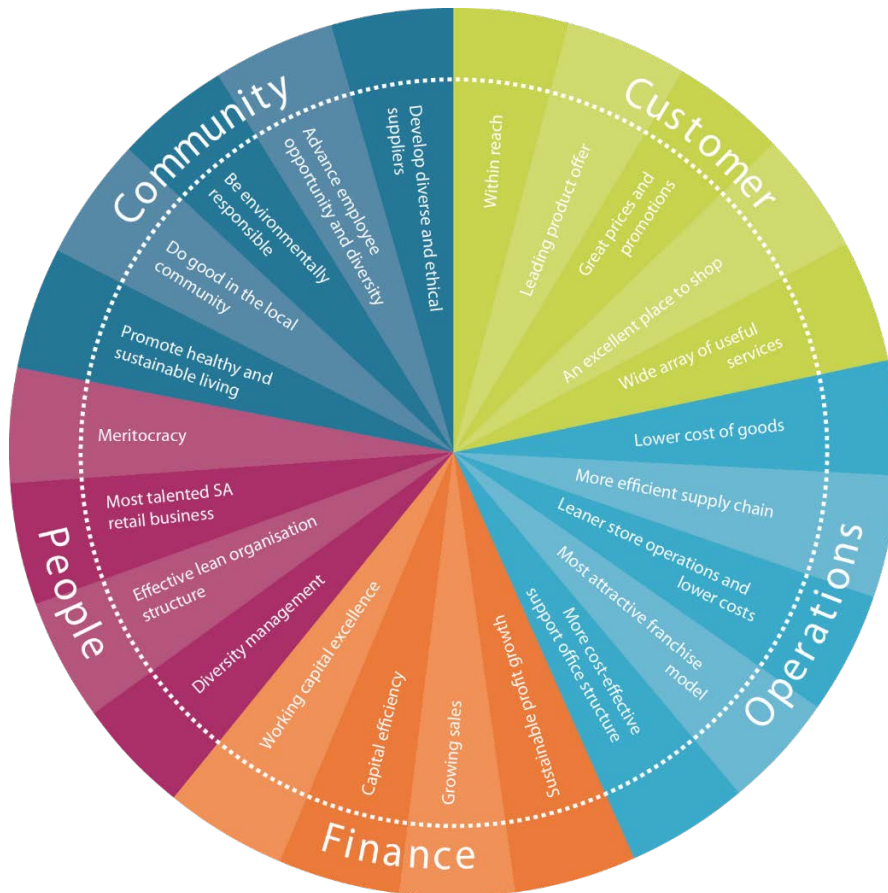 Customer
Within reach
Leading product offer
Great prices and
promotions
An excellent place to shop
Wide array of useful
services
Operations
Lower cost of goods
More efficient supply chain
Leaner store operations and
lower costs
Most attractive franchise
model
More cost-effective
support office structure
Finance
Sustainable profit growth
Growing sales
Capital efficiency
Working capital excellence
People
Diversity management
Effective lean organisation
structure
Most talented SA
retail business
Meritocracy
Community
Promote healthy and
sustainable living
Do good in the local
community
Be environmentally
responsible
Advance employee
opportunity and diversity
Develop diverse and ethical
suppliers